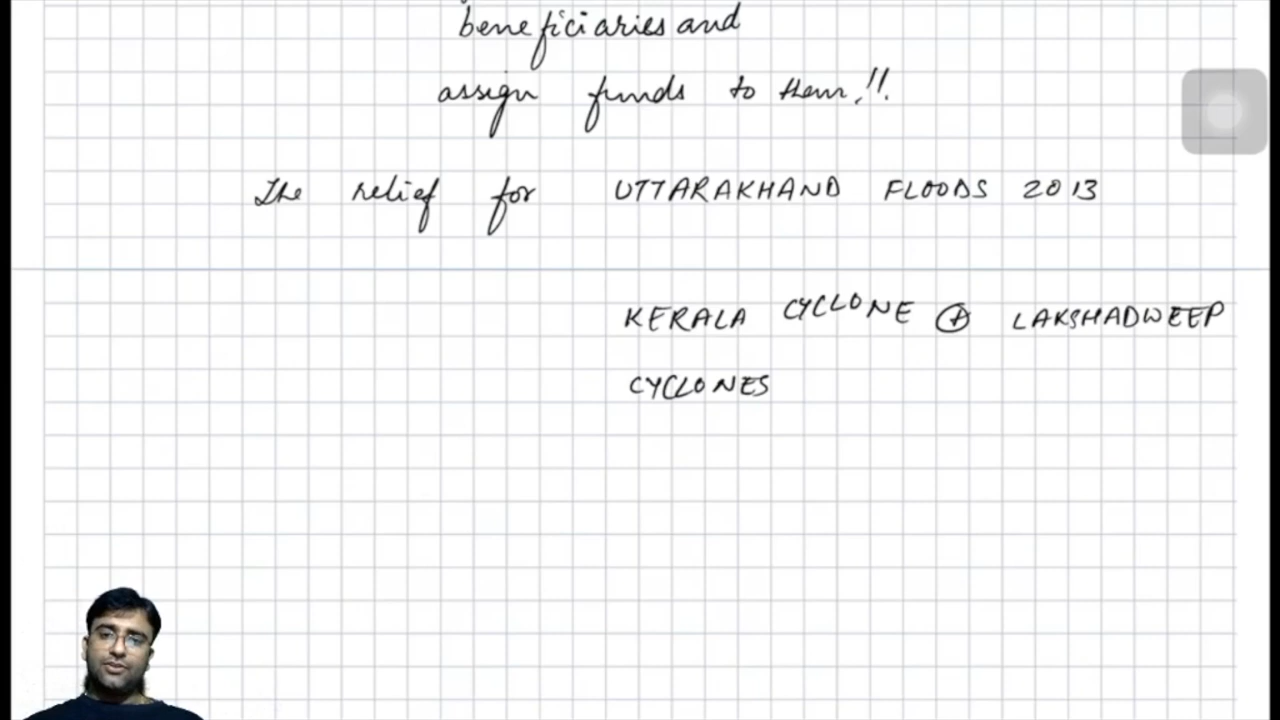 beneficiaries and
assign funds to them.!!
The relief for UTTARAKHAND FLOODS 2013
KERALA CYCLONE ⊕ LAKSHADWEEP
CYCLONES